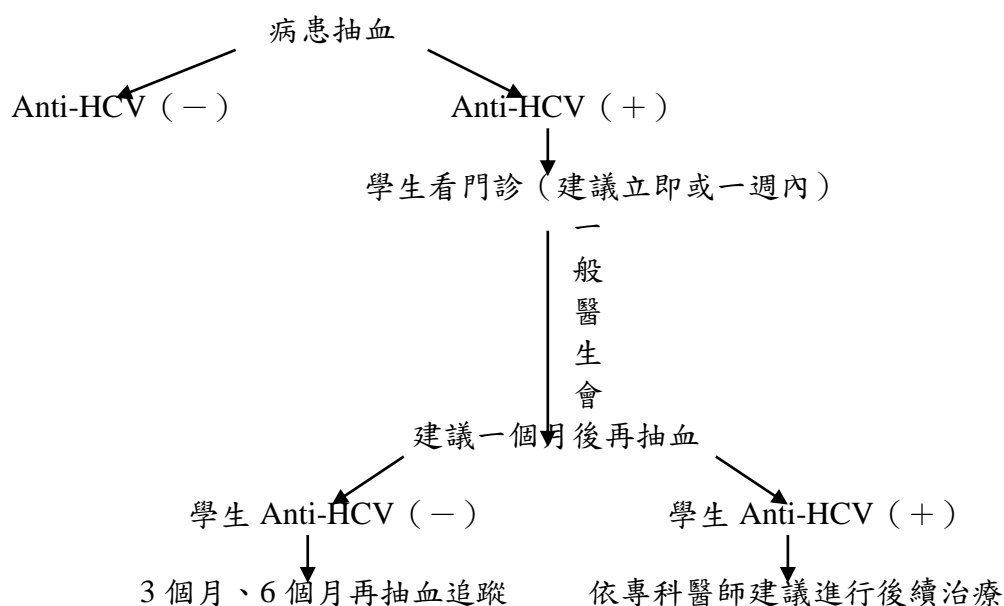 病患抽血
Anti-HCV（－） Anti-HCV（＋）
學生看門診（建議立即或一週內）
一
般
醫
生
會
建議一個月後再抽血
學生 Anti-HCV（－） 學生 Anti-HCV（＋）
3 個月、6 個月再抽血追蹤 依專科醫師建議進行後續治療